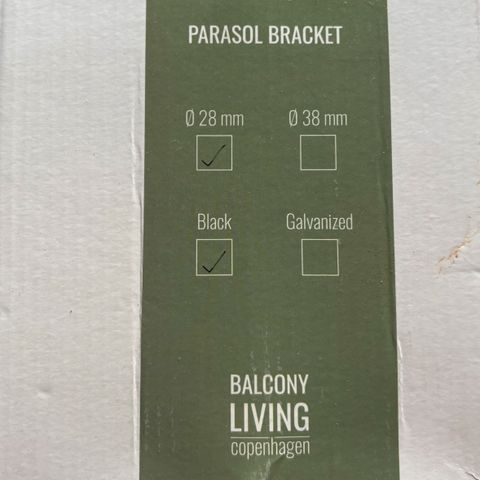 PARASOL BRACKET
Ø 28 mm Ø 38 mm
Black Galvanized
BALCONY
LIVING
copenhagen